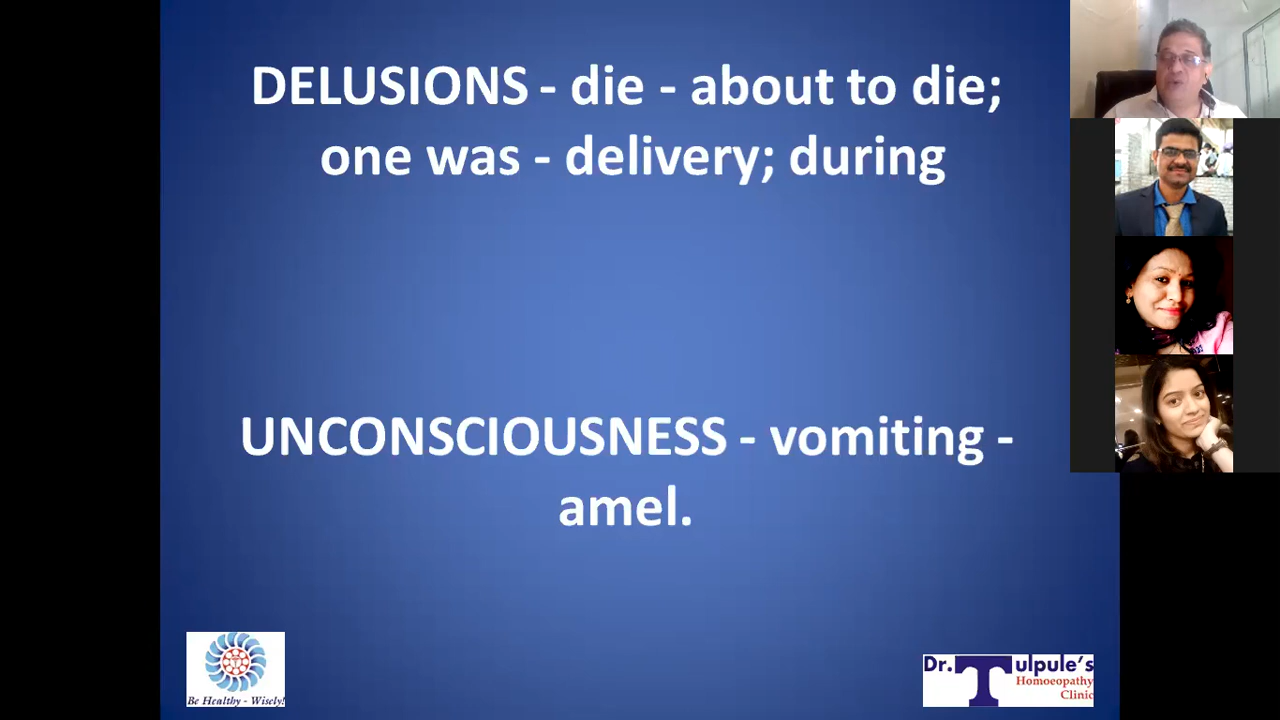 DELUSIONS - die - about to die;
one was - delivery; during
UNCONSCIOUSNESS - vomiting -
amel.
Be Healthy - Wisely!
Dr. Tulpule's
Homoeopathy
Clinic